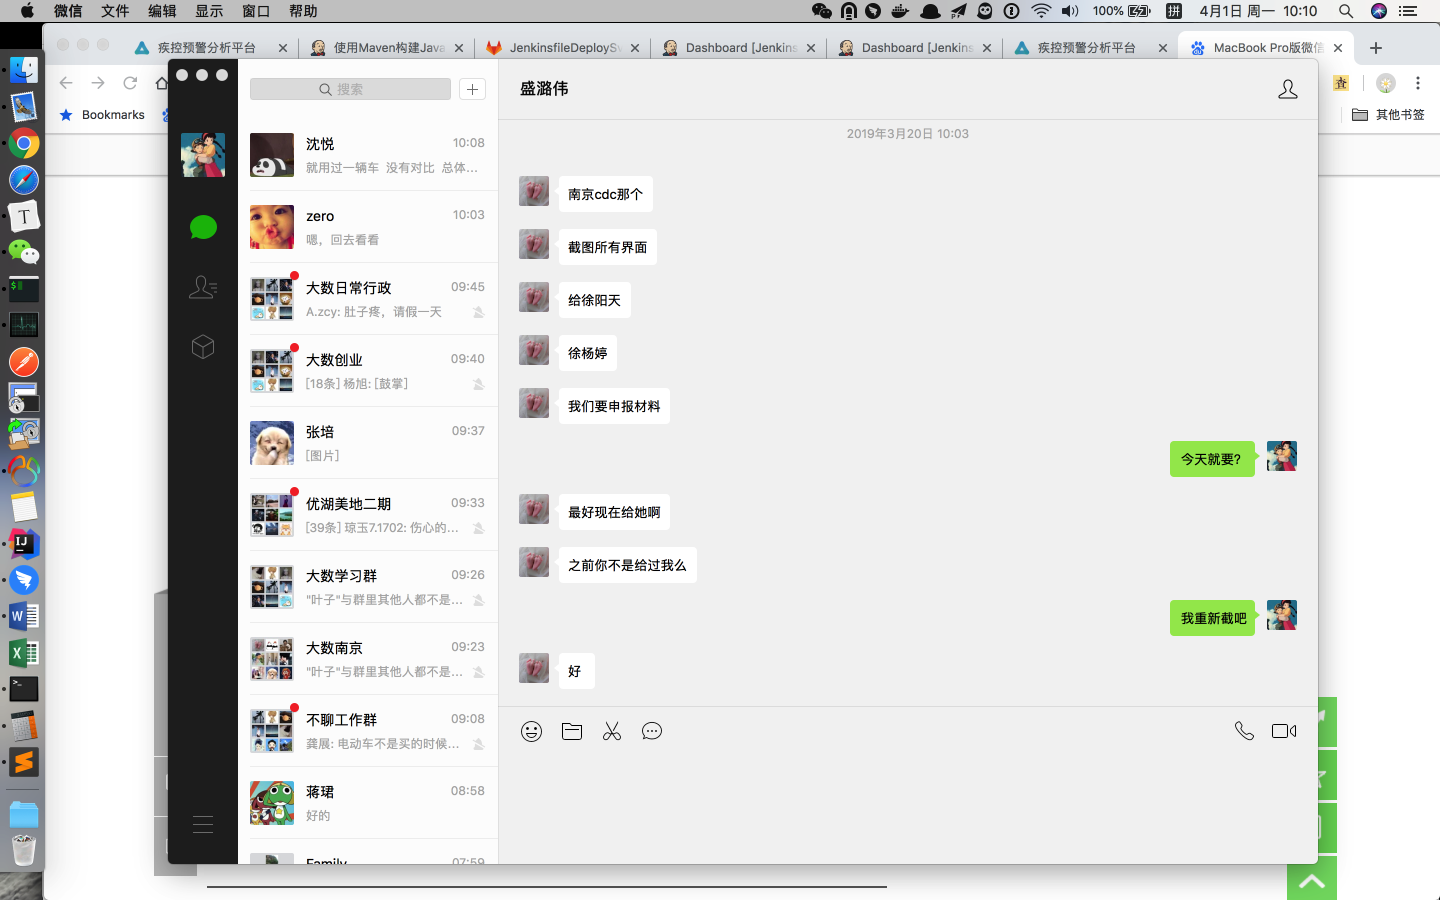 微信 文件 编辑 显示 窗口 帮助
100% 拼 4月1日 周一 10:10
疾控预警分析平台
使用Maven构建Java
JenkinsfileDeploySv
Dashboard [Jenkins
Dashboard [Jenkins
疾控预警分析平台
MacBook Pro版微信
Bookmarks
其他书签
搜索
盛潞伟
2019年3月20日 10:03
沈悦 10:08
就用过一辆车 没有对比 总体...
zero 10:03
嗯，回去看看
大数日常行政 09:45
A.zcy: 肚子疼，请假一天
大数创业 09:40
[18条] 杨旭: [鼓掌]
张培 09:37
[图片]
优湖美地二期 09:33
[39条] 琼玉7.1702: 伤心的...
大数学习群 09:26
"叶子"与群里其他人都不是...
大数南京 09:23
"叶子"与群里其他人都不是...
不聊工作群 09:08
龚展: 电动车不是买的时候...
蒋珺 08:58
好的
Family 07:59
南京cdc那个
截图所有界面
给徐阳天
徐杨婷
我们要申报材料
今天就要?
最好现在给她啊
之前你不是给过我么
我重新截吧
好